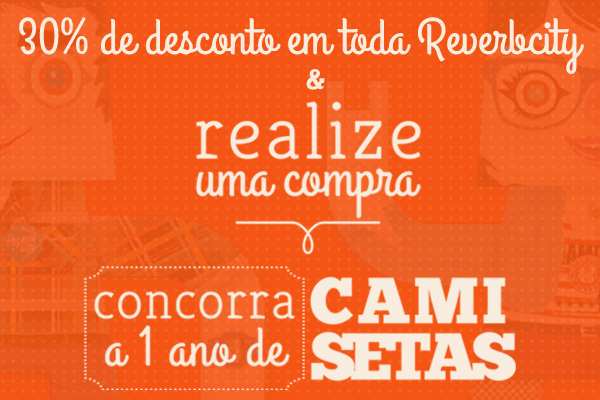 30% de desconto em toda Reverbcity
&
realize
uma compra
concorra
a 1 ano de
CAMI
SETAS